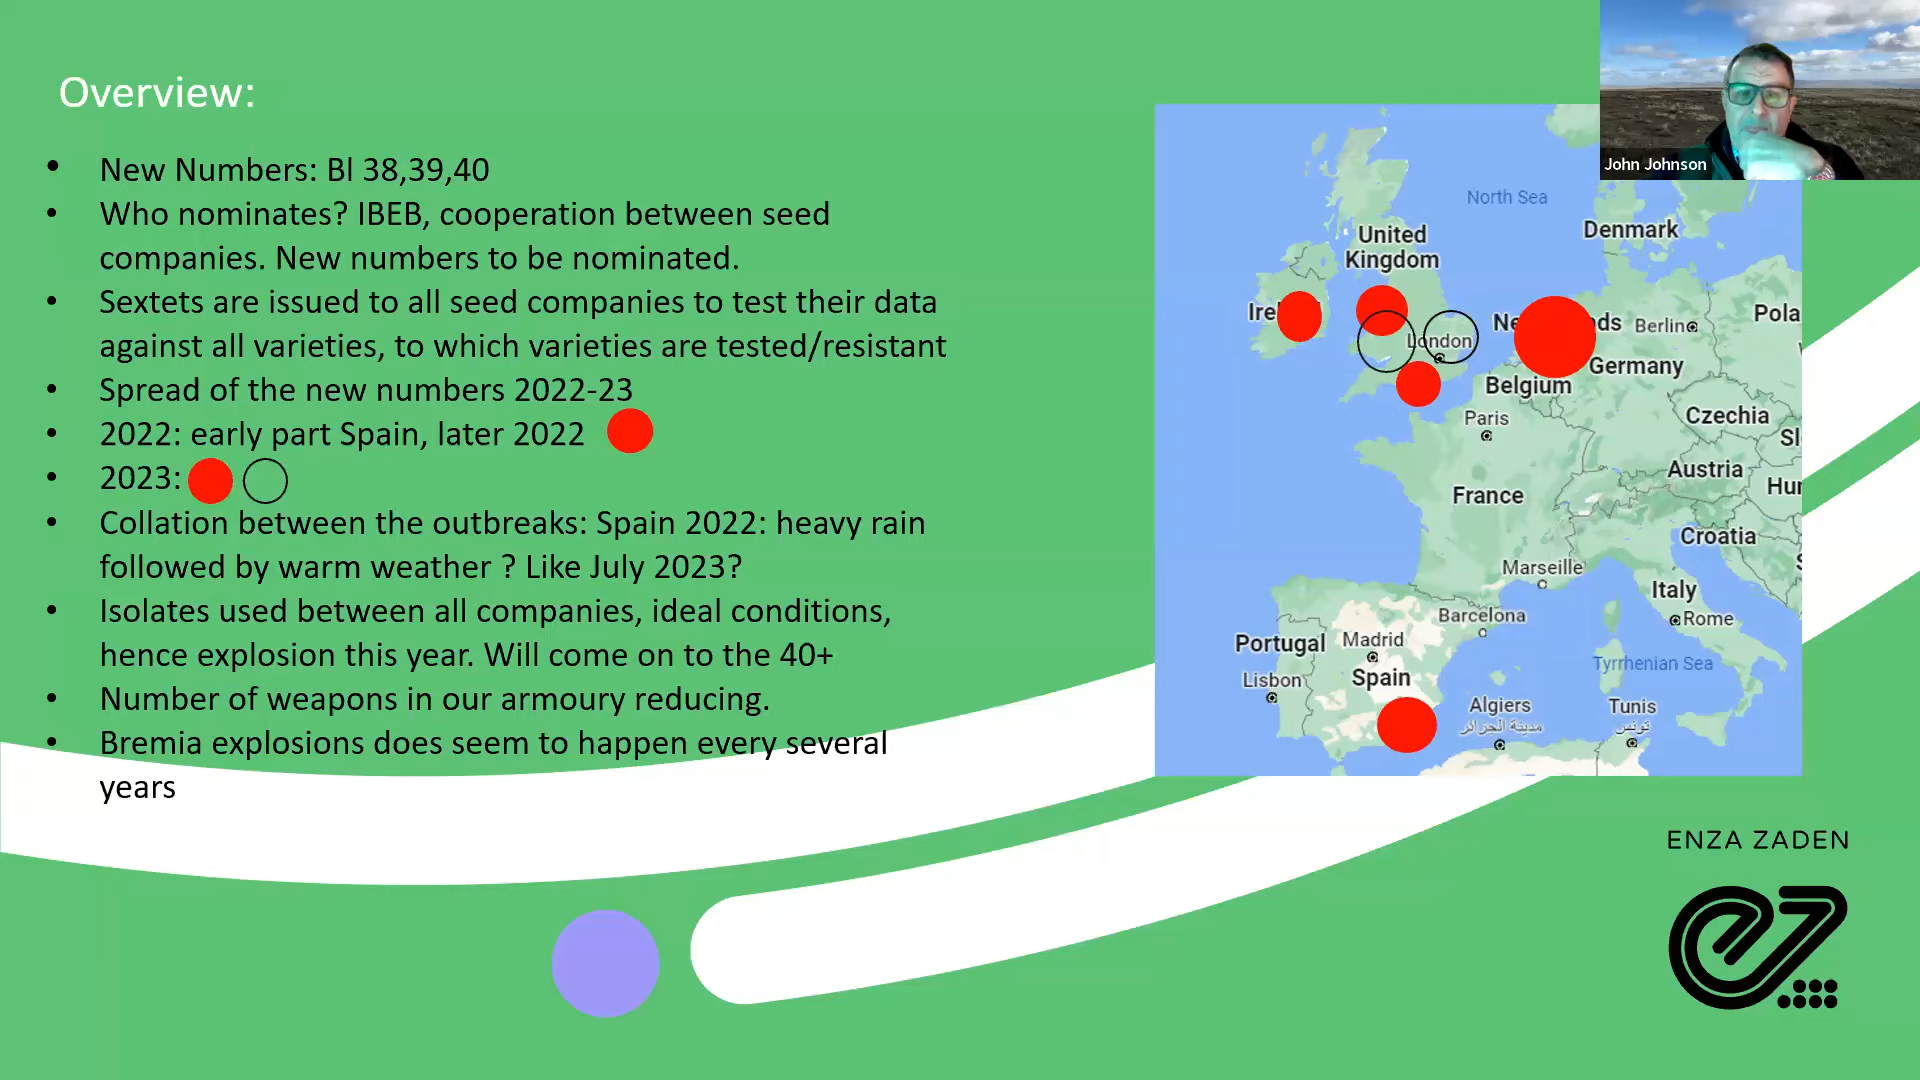 Overview:
• New Numbers: Bl 38,39,40
• Who nominates? IBEB, cooperation between seed
companies. New numbers to be nominated.
• Sextets are issued to all seed companies to test their data
against all varieties, to which varieties are tested/resistant
• Spread of the new numbers 2022-23
• 2022: early part Spain, later 2022
• 2023:
• Collation between the outbreaks: Spain 2022: heavy rain
followed by warm weather ? Like July 2023?
• Isolates used between all companies, ideal conditions,
hence explosion this year. Will come on to the 40+
• Number of weapons in our armoury reducing.
• Bremia explosions does seem to happen every several
years
John Johnson
North Sea
Denmark
United
Kingdom
Ire
Ne
ds
Berlin
Pola
London
Germany
Belgium
Paris
Czechia
Sl
Austria
Hun
France
Croatia
Marseille
Italy
Barcelona
Rome
Portugal
Madrid
Tyrrhenian Sea
Spain
Lisbon
Algiers
مدينة الجزائر
Tunis
تونس
ENZA ZADEN